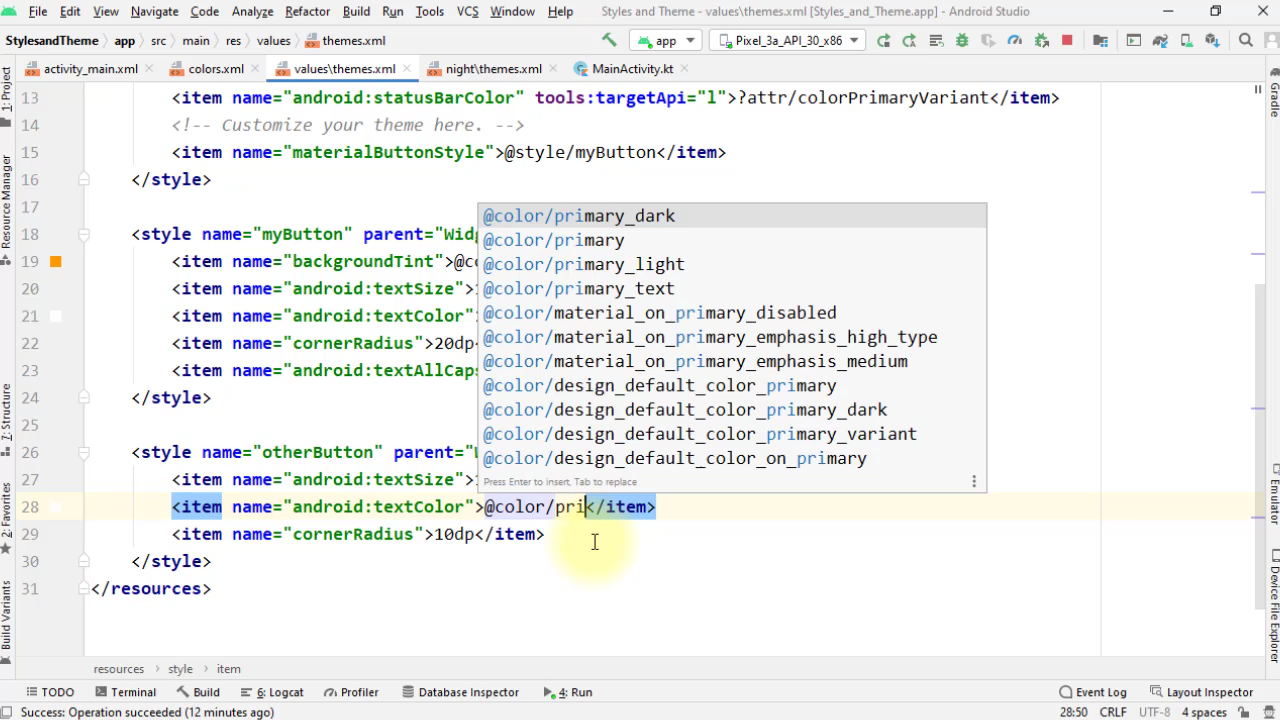 File Edit View Navigate Code Analyze Refactor Build Run Tools VCS Window Help Styles and Theme - values\themes.xml [Styles_and_Theme.app] - Android Studio
StylesandTheme app src main res values themes.xml app Pixel_3a_API_30_x86
activity_main.xml colors.xml values\themes.xml night\themes.xml MainActivity.kt
13 <item name="android:statusBarColor" tools:targetApi="l">?attr/colorPrimaryVariant</item>
14 <!-- Customize your theme here. -->
15 <item name="materialButtonStyle">@style/myButton</item>
16 </style>
17
18 <style name="myButton" parent="Widg
19 <item name="backgroundTint">@co
20 <item name="android:textSize">
21 <item name="android:textColor"
22 <item name="cornerRadius">20dp
23 <item name="android:textAllCaps
24 </style>
25
26 <style name="otherButton" parent="
27 <item name="android:textSize">
28 <item name="android:textColor">@color/pri</item>
29 <item name="cornerRadius">10dp</item>
30 </style>
31 </resources>
@color/primary_dark
@color/primary
@color/primary_light
@color/primary_text
@color/material_on_primary_disabled
@color/material_on_primary_emphasis_high_type
@color/material_on_primary_emphasis_medium
@color/design_default_color_primary
@color/design_default_color_primary_dark
@color/design_default_color_primary_variant
@color/design_default_color_on_primary
Press Enter to insert, Tab to replace
1: Project
Resource Manager
7: Structure
2: Favorites
Build Variants
Gradle
Emulator
Device File Explorer
resources style item
TODO Terminal Build 6: Logcat Profiler Database Inspector 4: Run Event Log Layout Inspector
Success: Operation succeeded (12 minutes ago) 28:50 CRLF UTF-8 4 spaces